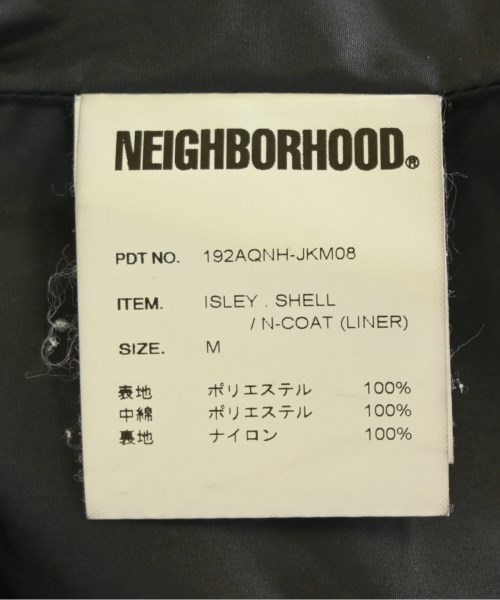 NEIGHBORHOOD®
PDT NO. 192AQNH-JKM08
ITEM. ISLEY . SHELL
/ N-COAT (LINER)
SIZE. M
表地 ポリエステル 100%
中綿 ポリエステル 100%
裏地 ナイロン 100%